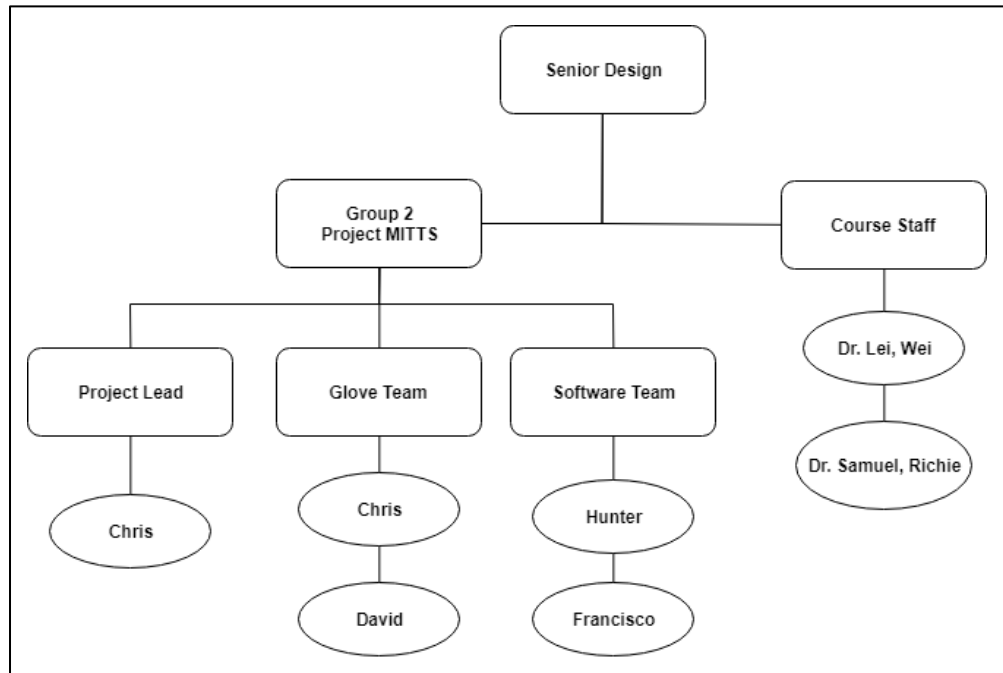 Senior Design
Group 2
Project MITTS
Course Staff
Dr. Lei, Wei
Project Lead
Glove Team
Software Team
Dr. Samuel, Richie
Chris
Chris
Hunter
David
Francisco